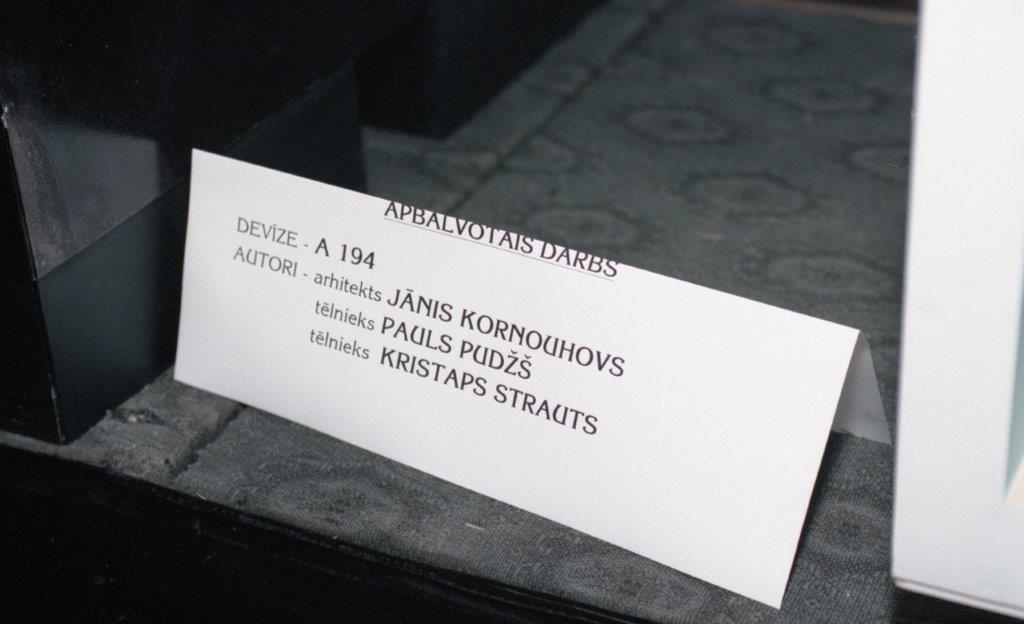 APBALVOTAIS DARBS
DEVĪZE - A 194
AUTORI - arhitekts JĀNIS KORNOUHOVS
tēlnieks PAULS PUDŽŠ
tēlnieks KRISTAPS STRAUTS